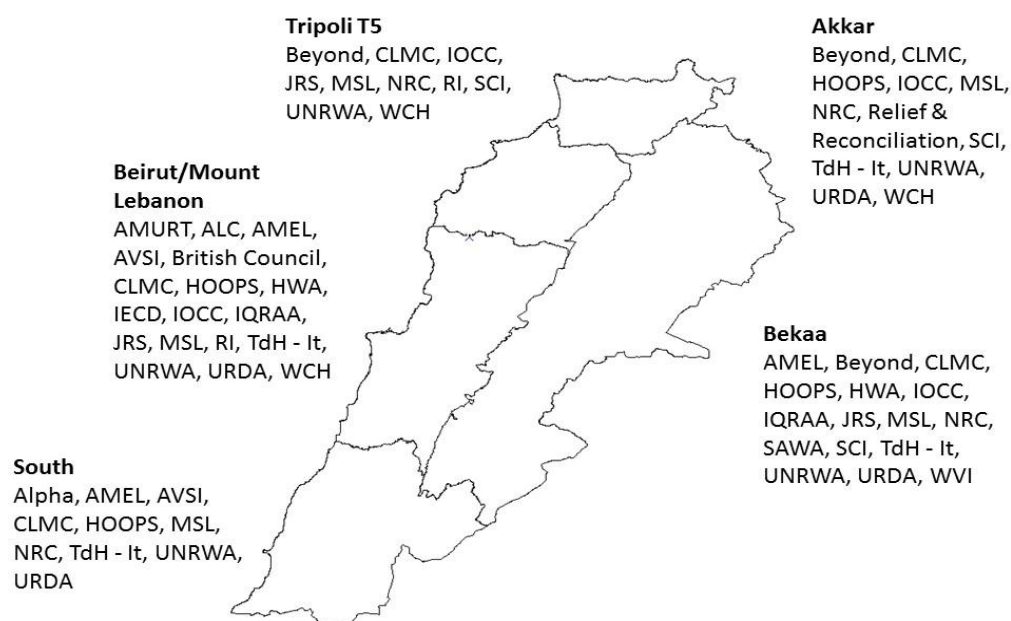 Tripoli T5
Beyond, CLMC, IOCC,
JRS, MSL, NRC, RI, SCI,
UNRWA, WCH
Akkar
Beyond, CLMC,
HOOPS, IOCC, MSL,
NRC, Relief &
Reconciliation, SCI,
TdH - It, UNRWA,
URDA, WCH
Beirut/Mount
Lebanon
AMURT, ALC, AMEL,
AVSI, British Council,
CLMC, HOOPS, HWA,
IECD, IOCC, IQRAA,
JRS, MSL, RI, TdH - It,
UNRWA, URDA, WCH
Bekaa
AMEL, Beyond, CLMC,
HOOPS, HWA, IOCC,
IQRAA, JRS, MSL, NRC,
SAWA, SCI, TdH - It,
UNRWA, URDA, WVI
South
Alpha, AMEL, AVSI,
CLMC, HOOPS, MSL,
NRC, TdH - It, UNRWA,
URDA